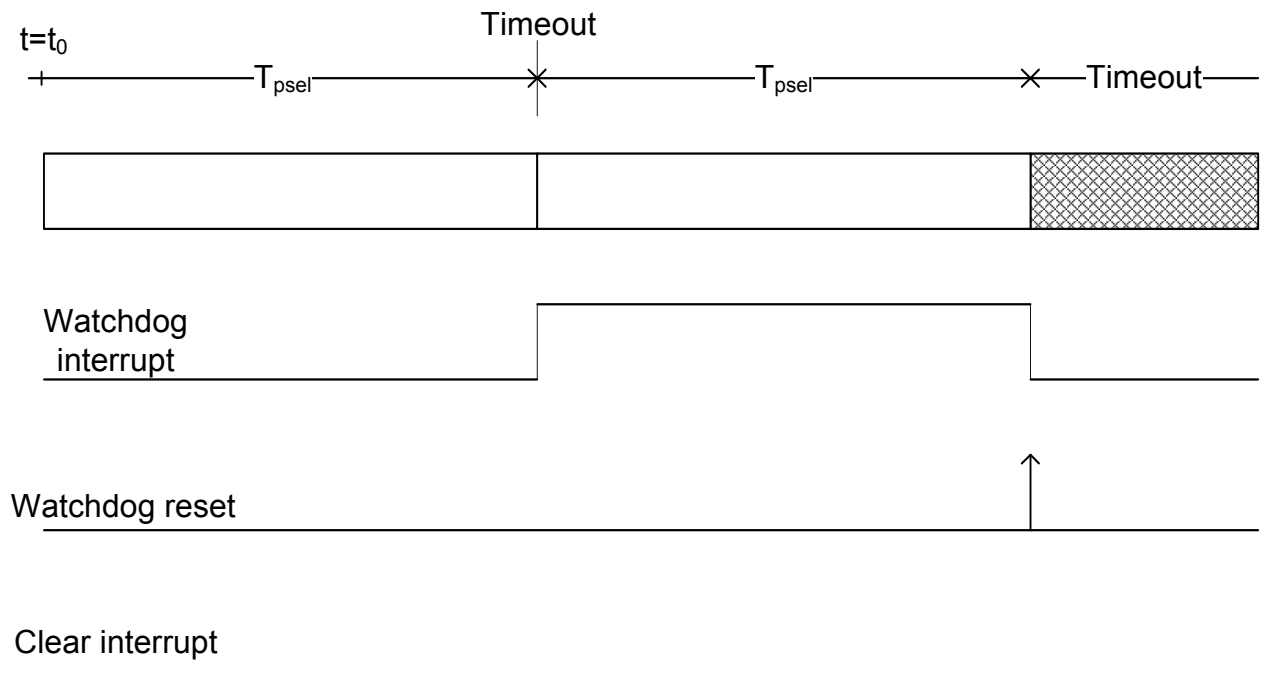 t=t0
Timeout
Tpsel
Tpsel
Timeout
Watchdog
interrupt
Watchdog reset
Clear interrupt